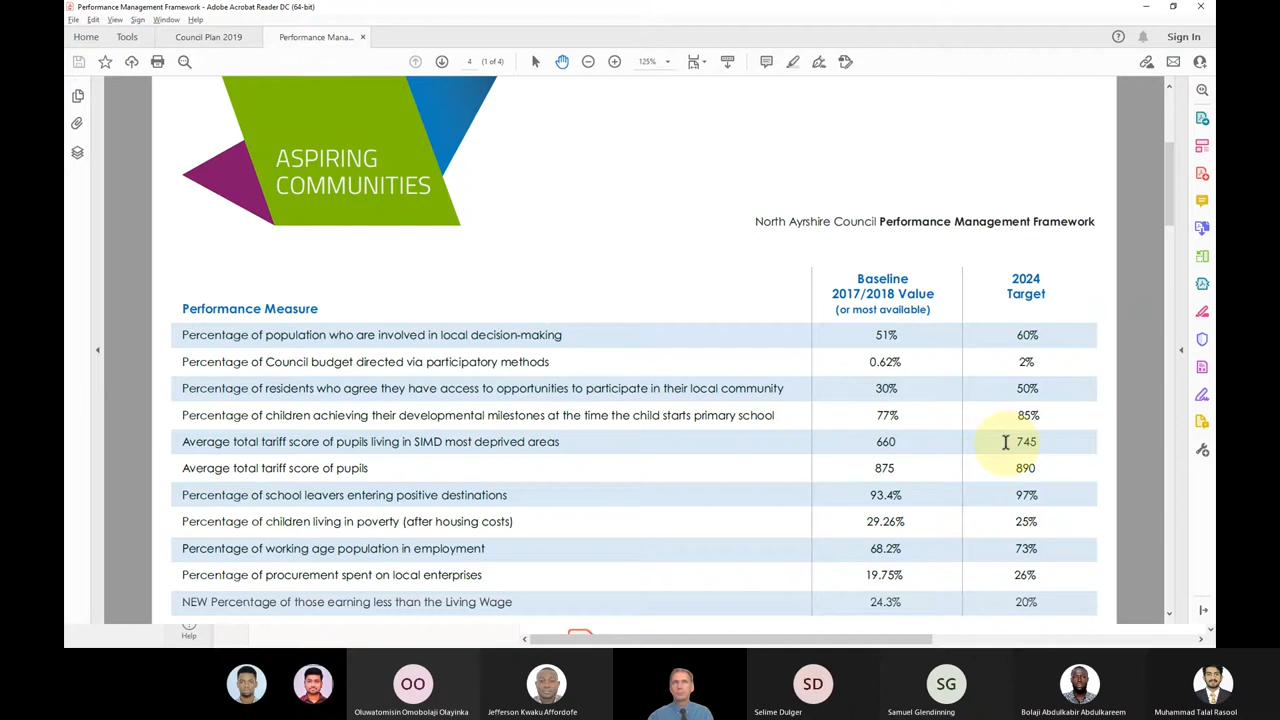 Performance Management Framework - Adobe Acrobat Reader DC (64-bit)
File Edit View Sign Window Help
Home Tools Council Plan 2019 Performance Mana... × Sign In
4 (1 of 4) 125%
ASPIRING
COMMUNITIES
North Ayrshire Council Performance Management Framework
Baseline 2024
2017/2018 Value Target
Performance Measure (or most available)
Percentage of population who are involved in local decision-making 51% 60%
Percentage of Council budget directed via participatory methods 0.62% 2%
Percentage of residents who agree they have access to opportunities to participate in their local community 30% 50%
Percentage of children achieving their developmental milestones at the time the child starts primary school 77% 85%
Average total tariff score of pupils living in SIMD most deprived areas 660 745
Average total tariff score of pupils 875 890
Percentage of school leavers entering positive destinations 93.4% 97%
Percentage of children living in poverty (after housing costs) 29.26% 25%
Percentage of working age population in employment 68.2% 73%
Percentage of procurement spent on local enterprises 19.75% 26%
NEW Percentage of those earning less than the Living Wage 24.3% 20%
Help
OO SD SG
Oluwatomisin Omobolaji Olayinka Jefferson Kwaku Affordofe Selime Dulger Samuel Glendinning Bolaji Abdulkabir Abdulkareem Muhammad Talal Rasool